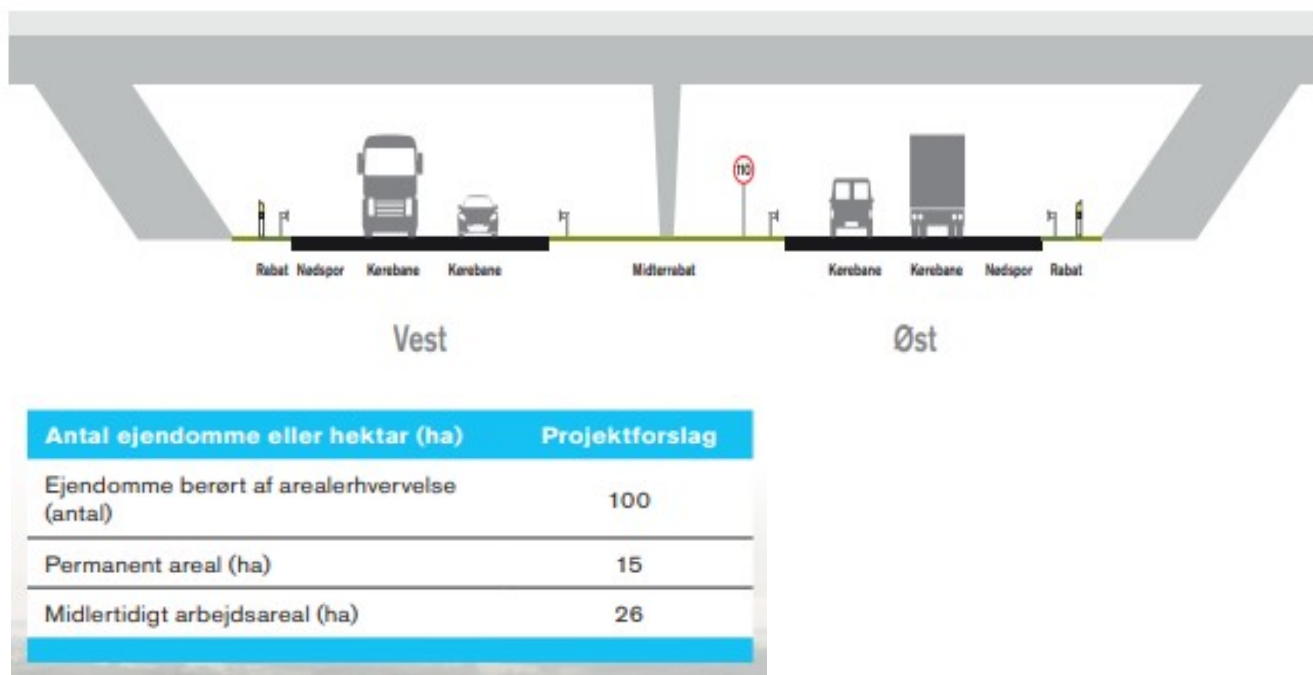 110
Rabat Nødspor Kørebane Kørebane Midterrabat Kørebane Kørebane Nødspor Rabat
Vest Øst
Antal ejendomme eller hektar (ha) Projektforslag
Ejendomme berørt af arealerhvervelse
(antal) 100
Permanent areal (ha) 15
Midlertidigt arbejdsareal (ha) 26